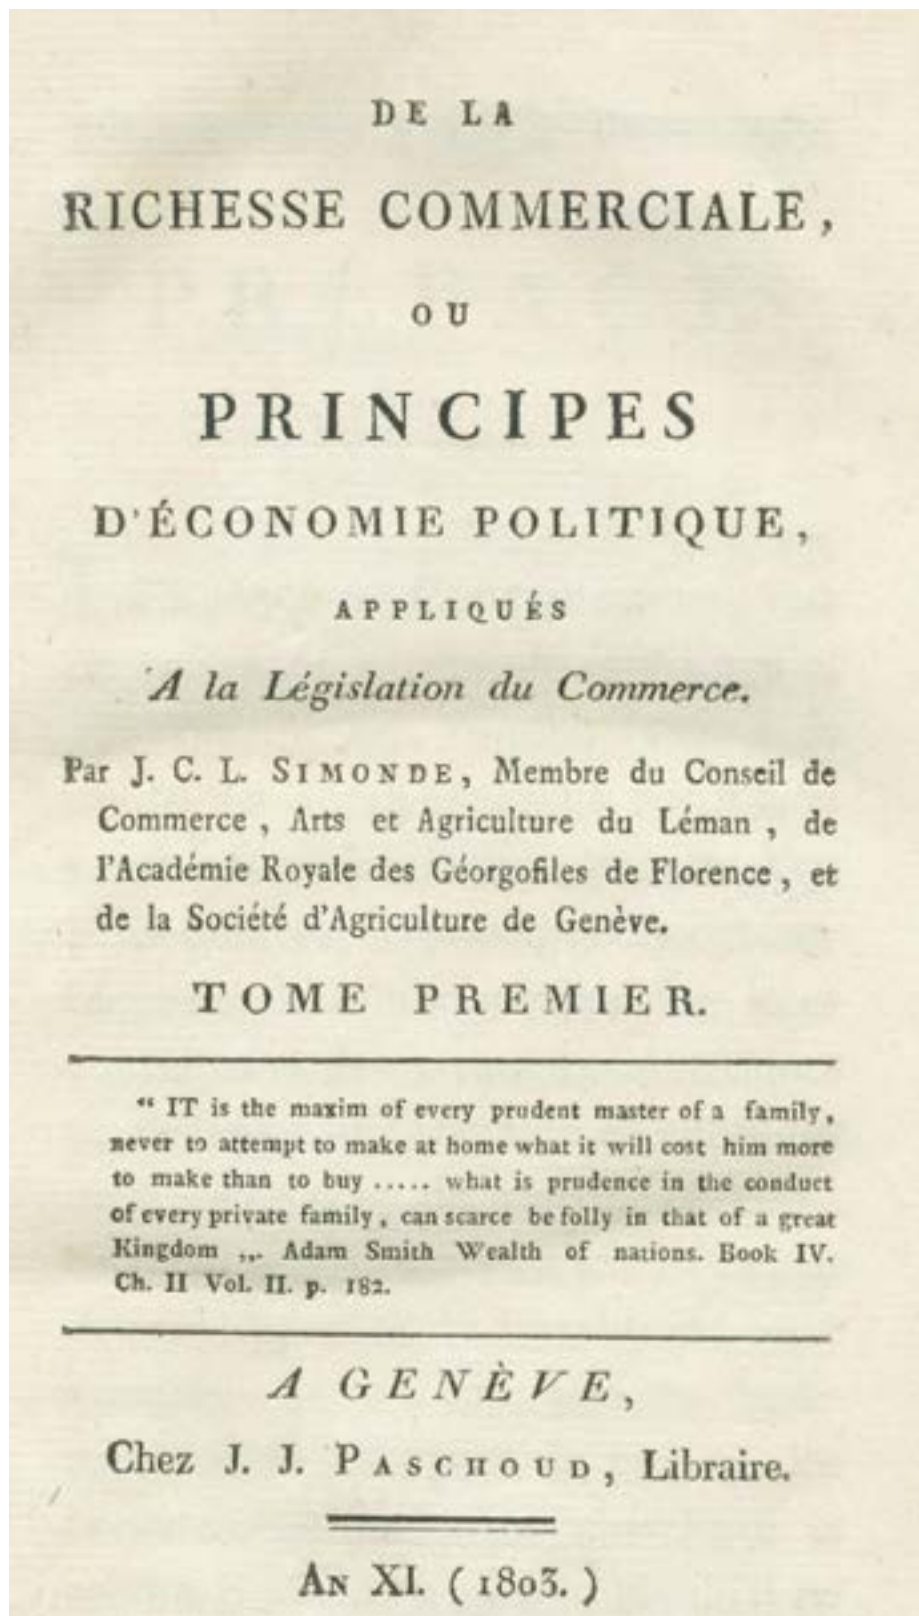 DE LA
RICHESSE COMMERCIALE,
OU
PRINCIPES
D'ÉCONOMIE POLITIQUE,
APPLIQUÉS
A la Législation du Commerce.
Par J. C. L. SIMONDE, Membre du Conseil de
Commerce, Arts et Agriculture du Léman, de
l'Académie Royale des Géorgofiles de Florence, et
de la Société d'Agriculture de Genève.
TOME PREMIER.
“ IT is the maxim of every prudent master of a family,
never to attempt to make at home what it will cost him more
to make than to buy ..... what is prudence in the conduct
of every private family, can scarce be folly in that of a great
Kingdom „. Adam Smith Wealth of nations. Book IV.
Ch. II Vol. II. p. 182.
A GENÈVE,
Chez J. J. PASCHOUD, Libraire.
AN XI. ( 1803. )